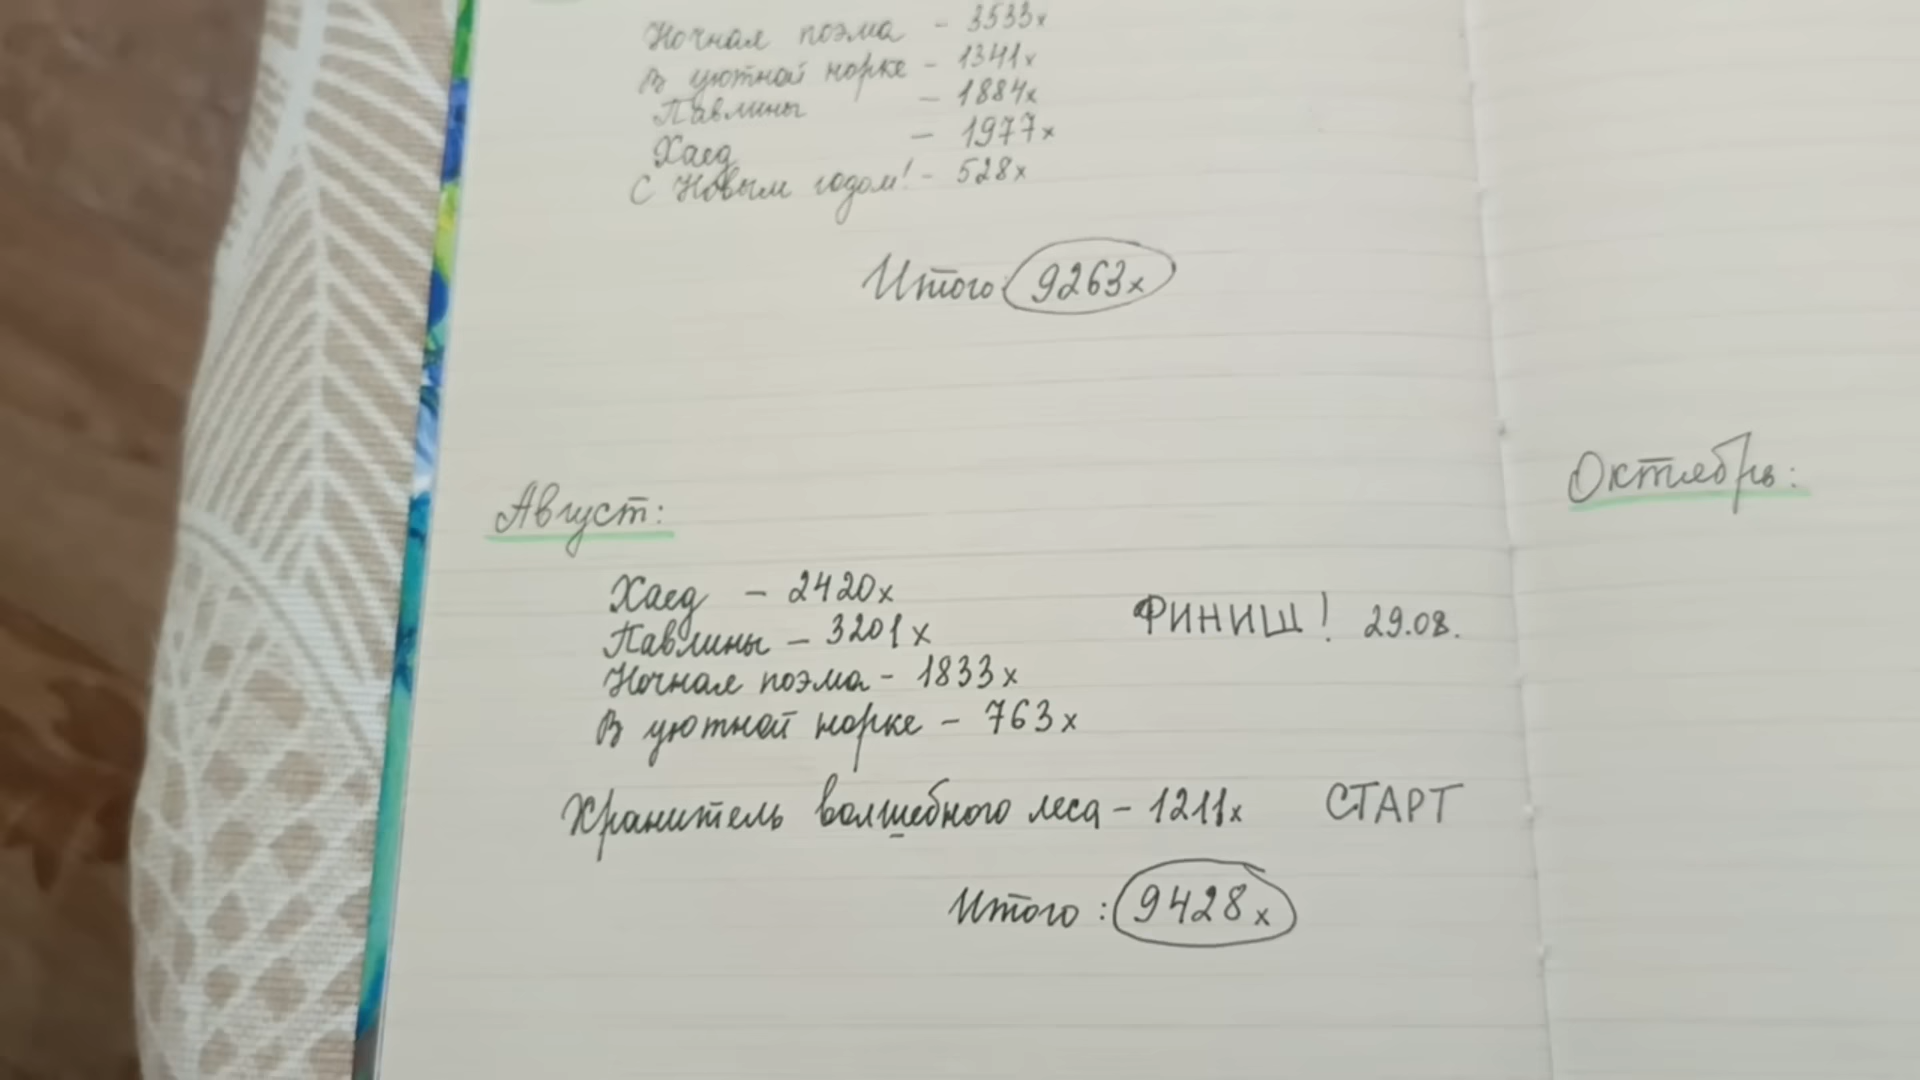 Ночная поэма - 3533х
В уютной норке - 1341х
Павлины - 1884х
Хаед - 1977х
С Новым годом! - 528х
Итого: 9263х
Август:
Хаед - 2420х
Павлины - 3201х ФИНИШ! 29.08.
Ночная поэма - 1833х
В уютной норке - 763х
Хранитель волшебного леса - 1211х СТАРТ
Итого: 9428х
Октябрь: